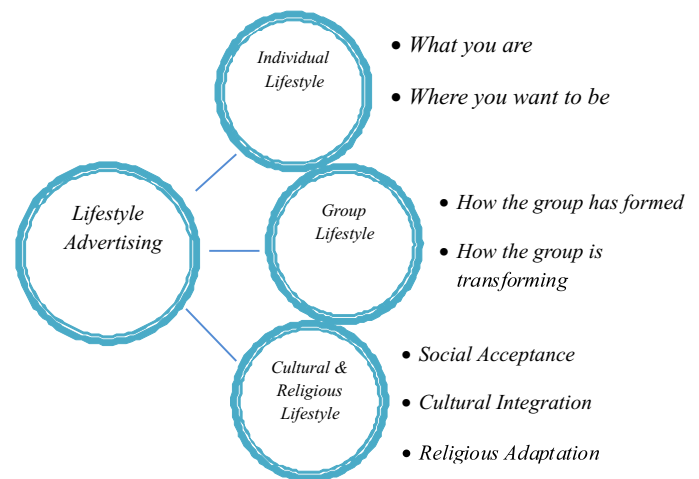 Individual
Lifestyle
• What you are
• Where you want to be
Lifestyle
Advertising
Group
Lifestyle
• How the group has formed
• How the group is
transforming
Cultural &
Religious
Lifestyle
• Social Acceptance
• Cultural Integration
• Religious Adaptation